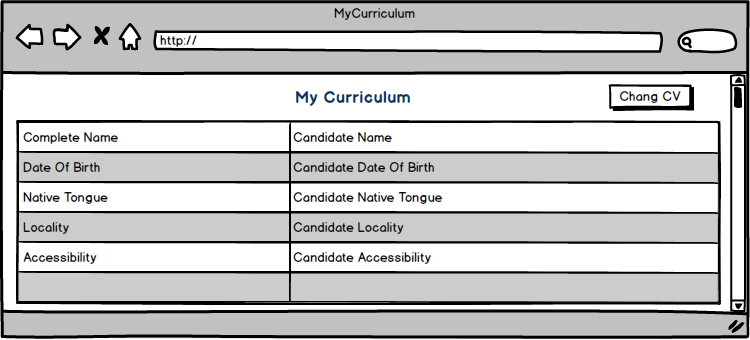 MyCurriculum
http://
My Curriculum
Chang CV
Complete Name Candidate Name
Date Of Birth Candidate Date Of Birth
Native Tongue Candidate Native Tongue
Locality Candidate Locality
Accessibility Candidate Accessibility